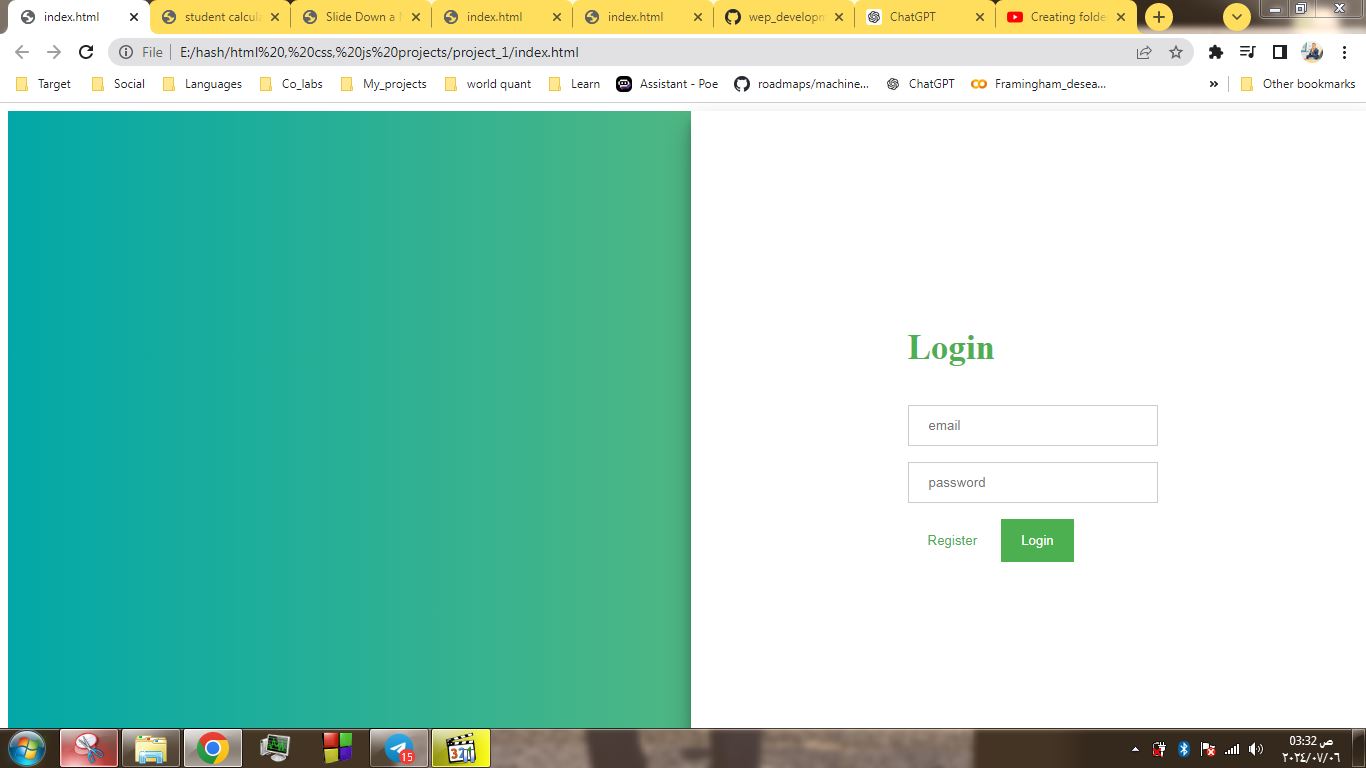 index.html
student calcul
Slide Down a
index.html
index.html
wep_developm
ChatGPT
Creating folde
File
E:/hash/html%20.%20css,%20js%20projects/project_1/index.html
Target
Social
Languages
Co_labs
My_projects
world quant
Learn
Assistant - Poe
roadmaps/machine...
ChatGPT
Framingham_desea...
»
Other bookmarks
Login
email
password
Register
Login
15
321
03:32 ص
٢٠٢٤/٠٧/٠٦